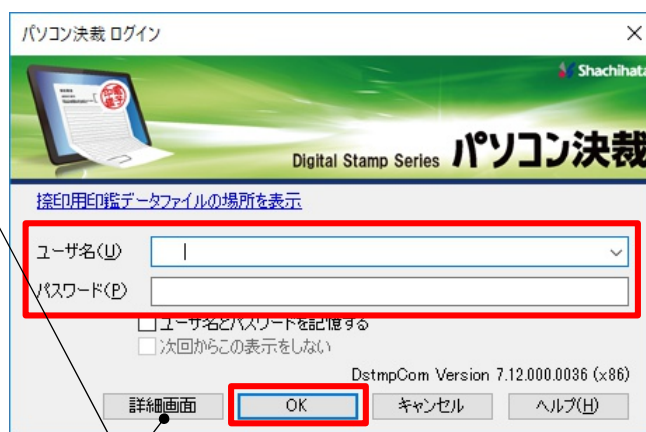 パソコン決裁 ログイン
Shachihata
Digital Stamp Series パソコン決裁
捺印用印鑑データファイルの場所を表示
ユーザ名(U)
パスワード(P)
ユーザ名とパスワードを記憶する
次回からこの表示をしない
DstmpCom Version 7.12.000.0036 (x86)
詳細画面 OK キャンセル ヘルプ(H)